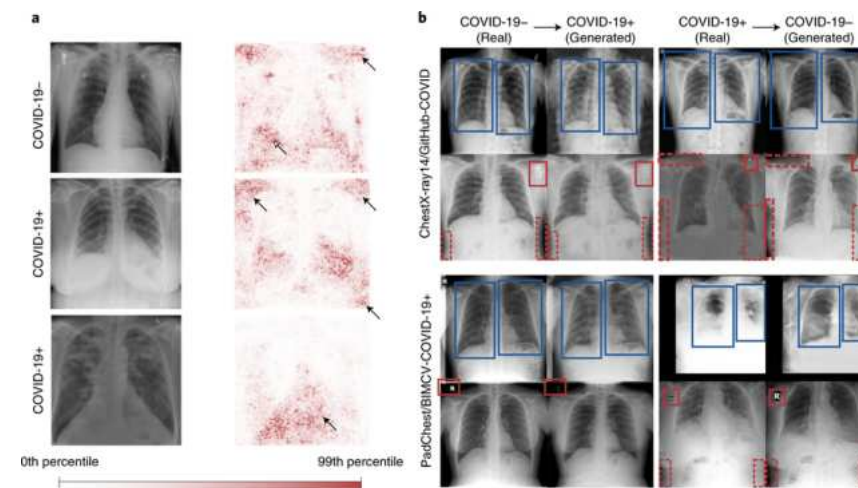 a
COVID-19–
COVID-19+
COVID-19+
0th percentile
99th percentile
b
COVID-19– → COVID-19+
(Real) (Generated)
COVID-19+ → COVID-19–
(Real) (Generated)
ChestX-ray14/GitHub-COVID
PadChest/BIMCV-COVID-19+
R